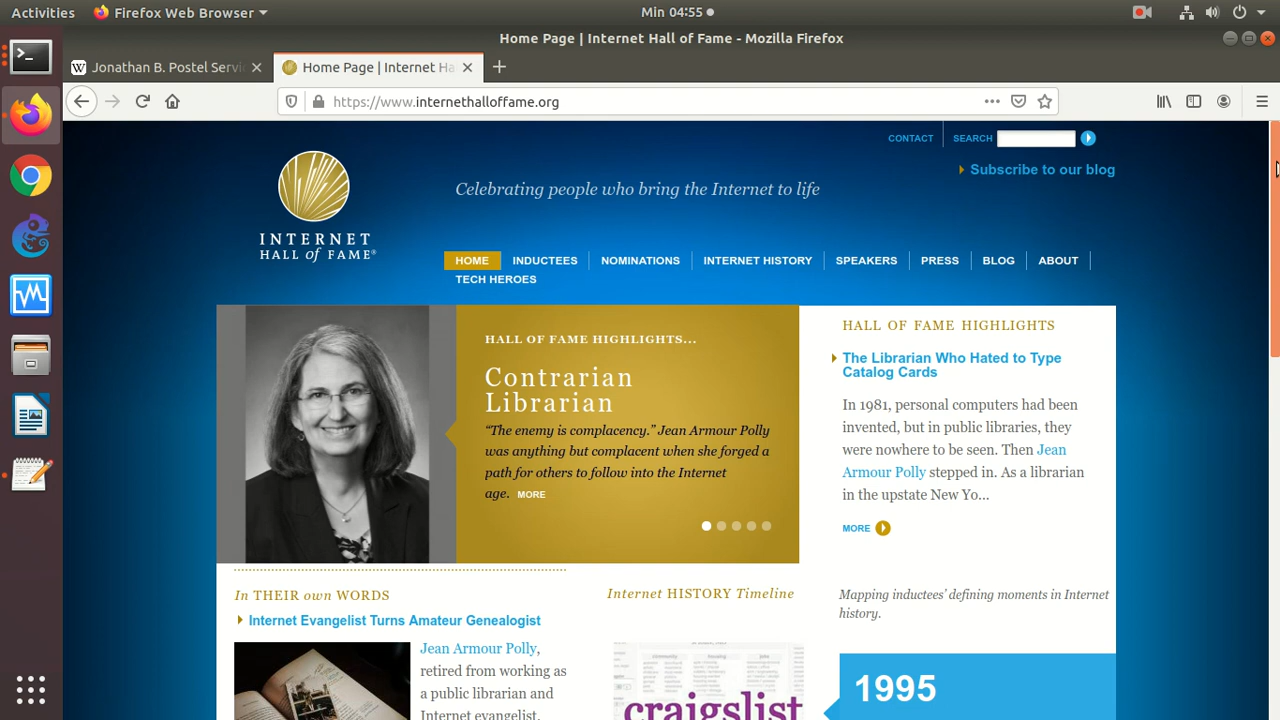 Activities
Firefox Web Browser
Min 04:55
Home Page | Internet Hall of Fame - Mozilla Firefox
Jonathan B. Postel Servi
Home Page | Internet Ha
https://www.internethalloffame.org
CONTACT
SEARCH
Subscribe to our blog
INTERNET
HALL of FAME®
Celebrating people who bring the Internet to life
HOME
INDUCTEES
NOMINATIONS
INTERNET HISTORY
SPEAKERS
PRESS
BLOG
ABOUT
TECH HEROES
HALL OF FAME HIGHLIGHTS...
Contrarian
Librarian
“The enemy is complacency.” Jean Armour Polly
was anything but complacent when she forged a
path for others to follow into the Internet
age. MORE
HALL OF FAME HIGHLIGHTS
The Librarian Who Hated to Type
Catalog Cards
In 1981, personal computers had been
invented, but in public libraries, they
were nowhere to be seen. Then Jean
Armour Polly stepped in. As a librarian
in the upstate New Yo...
MORE
In THEIR own WORDS
Internet Evangelist Turns Amateur Genealogist
Jean Armour Polly,
retired from working as
a public librarian and
Internet evangelist,
Internet HISTORY Timeline
craigslist
Mapping inductees’ defining moments in Internet
history.
1995